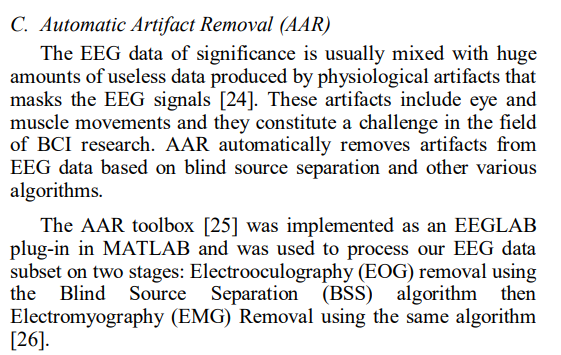 C. Automatic Artifact Removal (AAR)
The EEG data of significance is usually mixed with huge
amounts of useless data produced by physiological artifacts that
masks the EEG signals [24]. These artifacts include eye and
muscle movements and they constitute a challenge in the field
of BCI research. AAR automatically removes artifacts from
EEG data based on blind source separation and other various
algorithms.
The AAR toolbox [25] was implemented as an EEGLAB
plug-in in MATLAB and was used to process our EEG data
subset on two stages: Electrooculography (EOG) removal using
the Blind Source Separation (BSS) algorithm then
Electromyography (EMG) Removal using the same algorithm
[26].